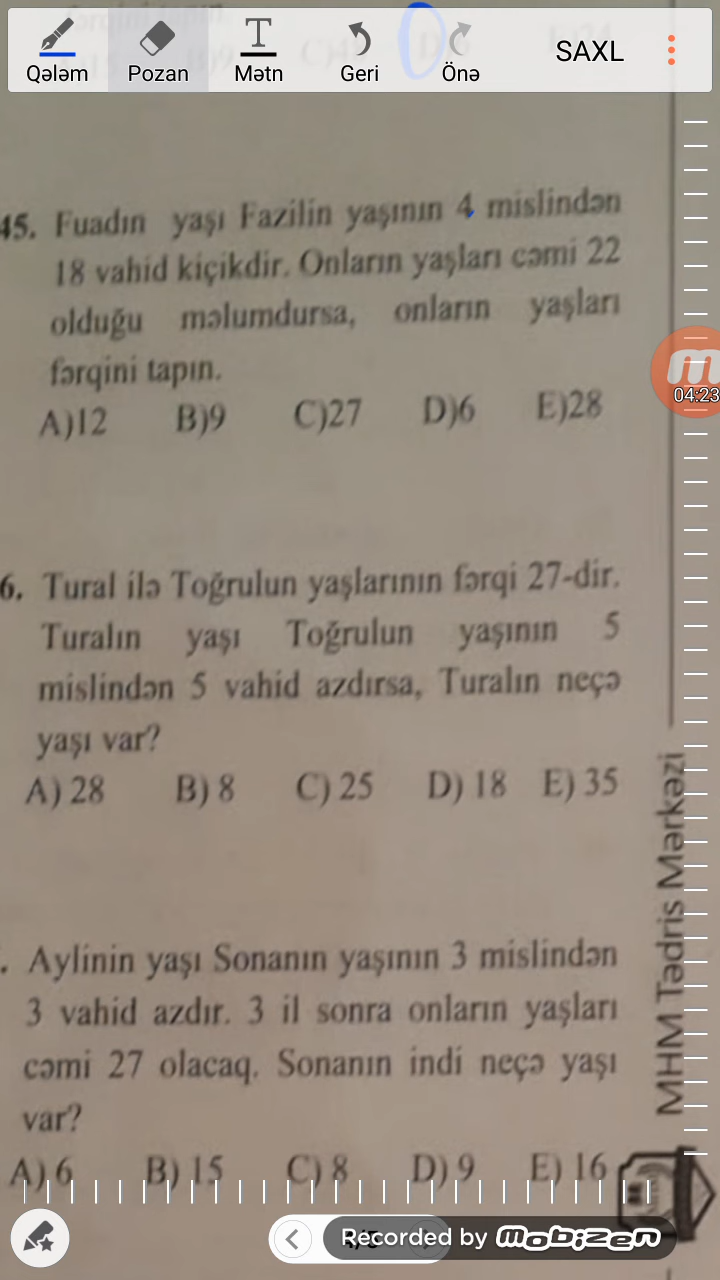 Qələm Pozan Mətn Geri Önə SAXL
45. Fuadın yaşı Fazilin yaşının 4 mislindən
18 vahid kiçikdir. Onların yaşları cəmi 22
olduğu məlumdursa, onların yaşları
fərqini tapın.
A)12 B)9 C)27 D)6 E)28
04:23
6. Tural ilə Toğrulun yaşlarının fərqi 27-dir.
Turalın yaşı Toğrulun yaşının 5
mislindən 5 vahid azdırsa, Turalın neçə
yaşı var?
A) 28 B) 8 C) 25 D) 18 E) 35
. Aylinin yaşı Sonanın yaşının 3 mislindən
3 vahid azdır. 3 il sonra onların yaşları
cəmi 27 olacaq. Sonanın indi neçə yaşı
var?
A) 6 B) 15 C) 8 D) 9 E) 16
MHM Tədris Mərkəzi
Recorded by mobizen